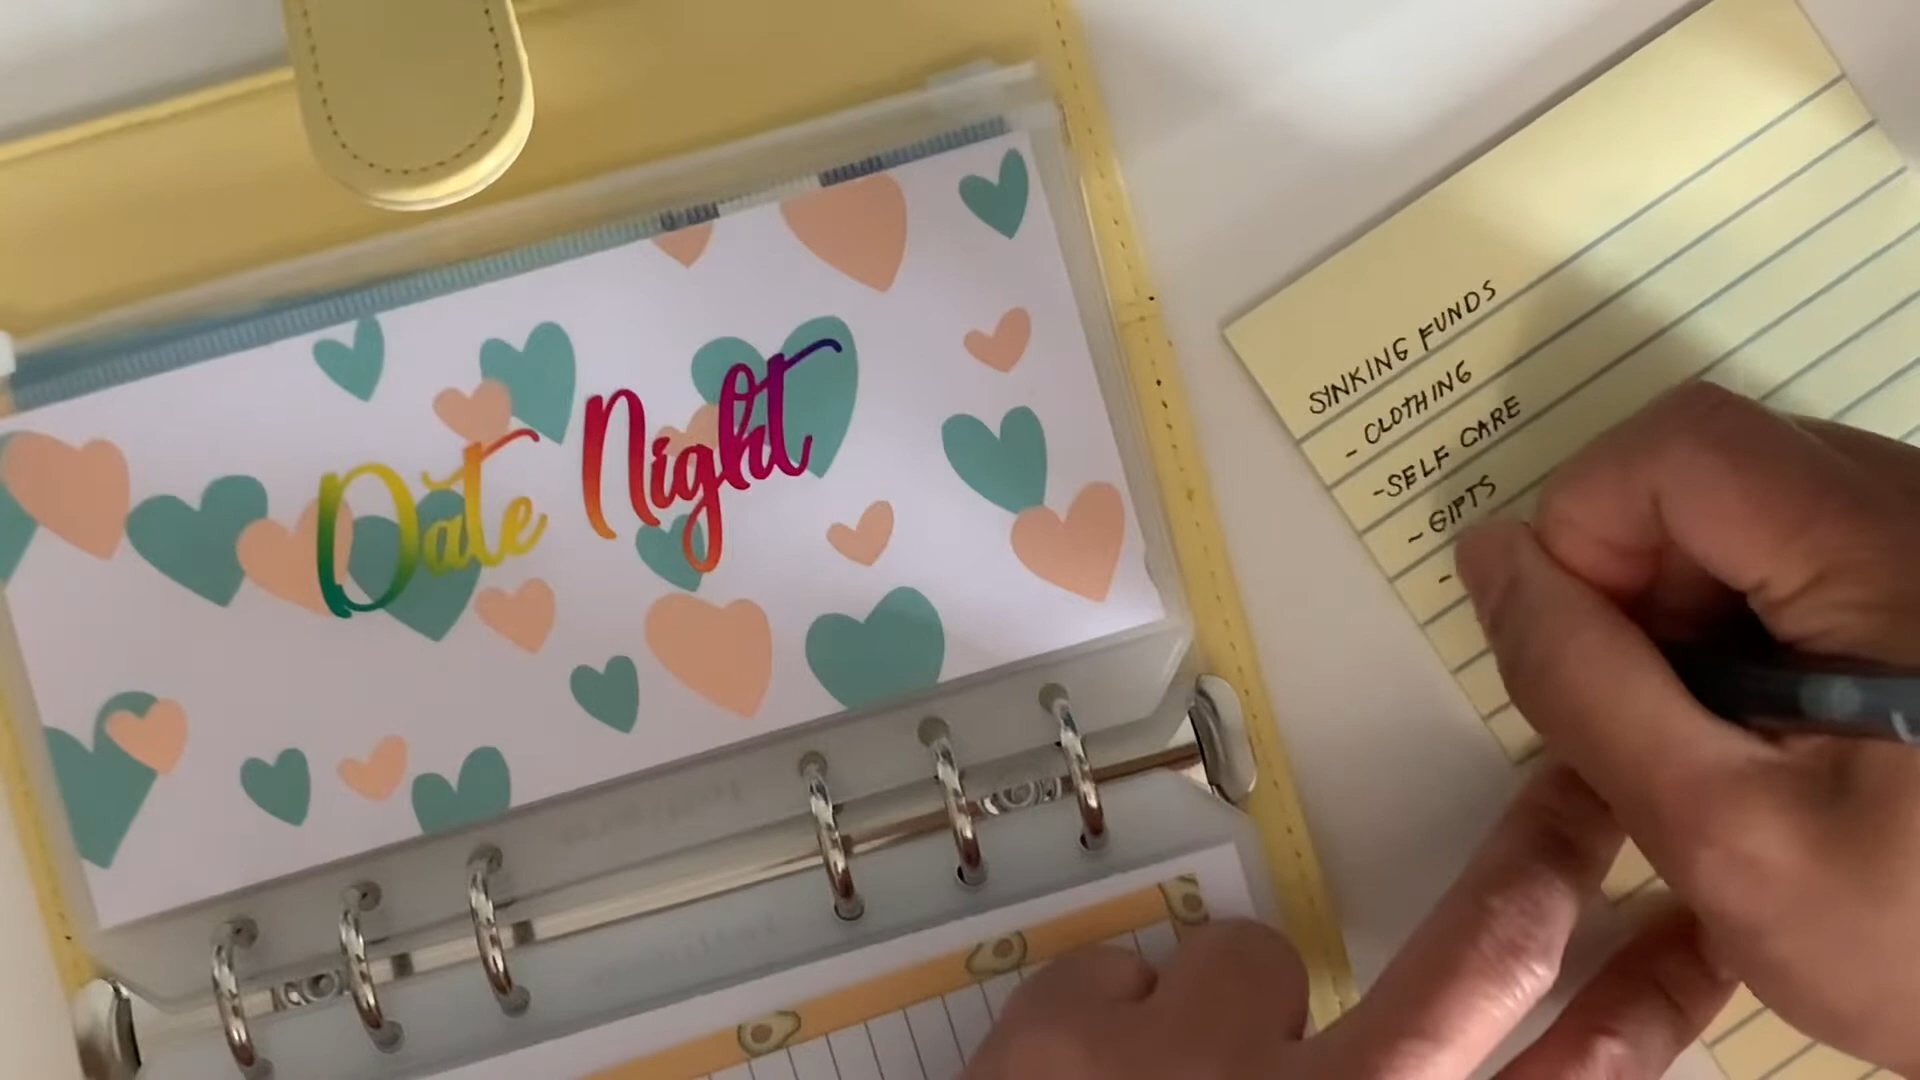 Date Night
SINKING FUNDS
- CLOTHING
- SELF CARE
- GIFTS
-